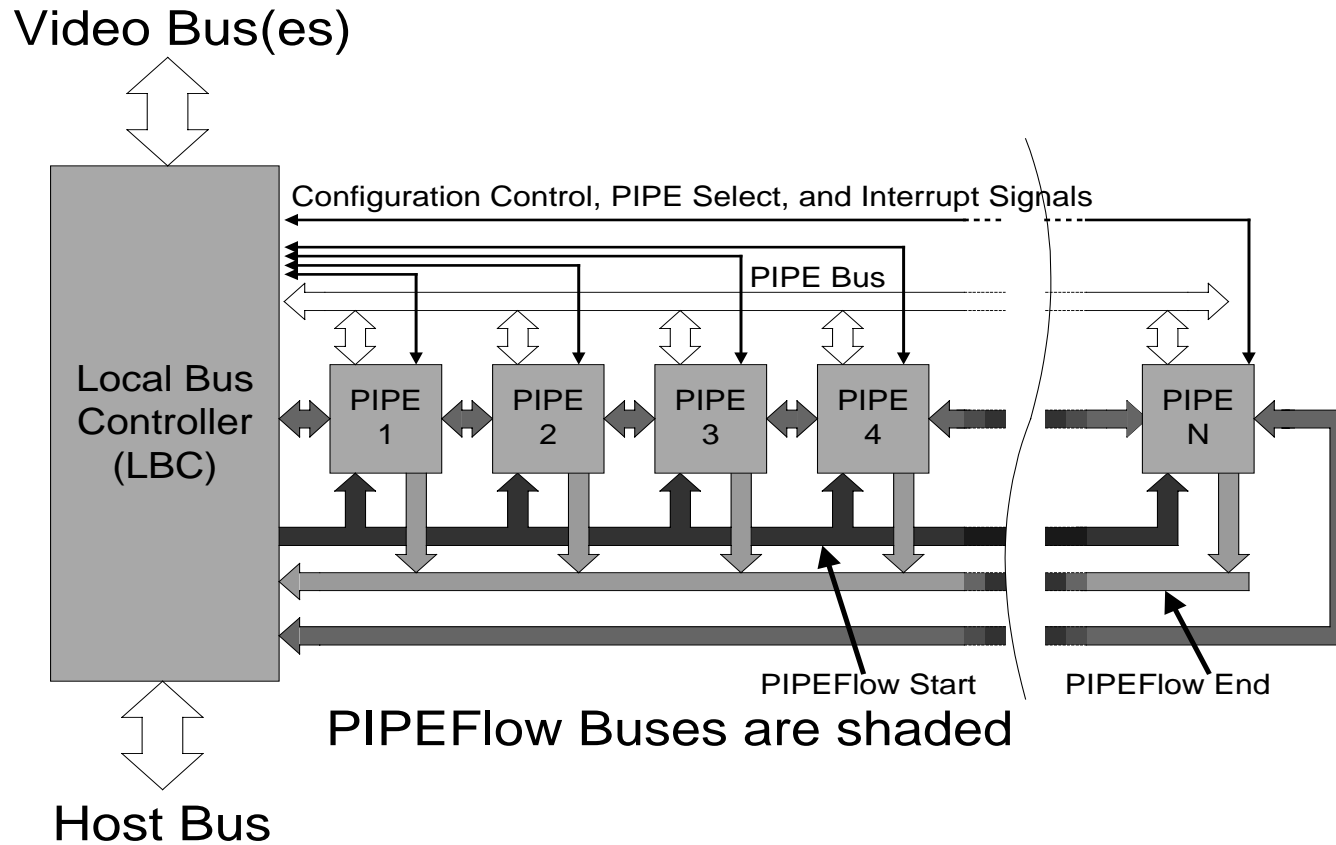 Video Bus(es)
Configuration Control, PIPE Select, and Interrupt Signals
PIPE Bus
Local Bus
Controller
(LBC)
PIPE
1
PIPE
2
PIPE
3
PIPE
4
PIPE
N
PIPEFlow Start
PIPEFlow End
PIPEFlow Buses are shaded
Host Bus